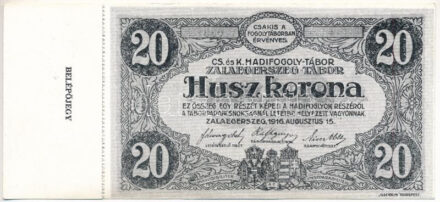 BELÉPŐJEGY
CSAKIS A
FOGOLYTÁBORBAN
ÉRVÉNYES.
20 20
CS. ÉS K. HADIFOGOLY-TÁBOR
ZALAEGERSZEG TÁBOR
Husz korona
EZ ÖSSZEG EGY RÉSZÉT KÉPEZI A HADIFOGLYOK RÉSZÉRŐL
A TÁBORPARANCSNOKSÁGNÁL LETÉTBE HELYEZETT VAGYONNAK.
ZALAEGERSZEG, 1916. AUGUSZTUS 15.
20 20